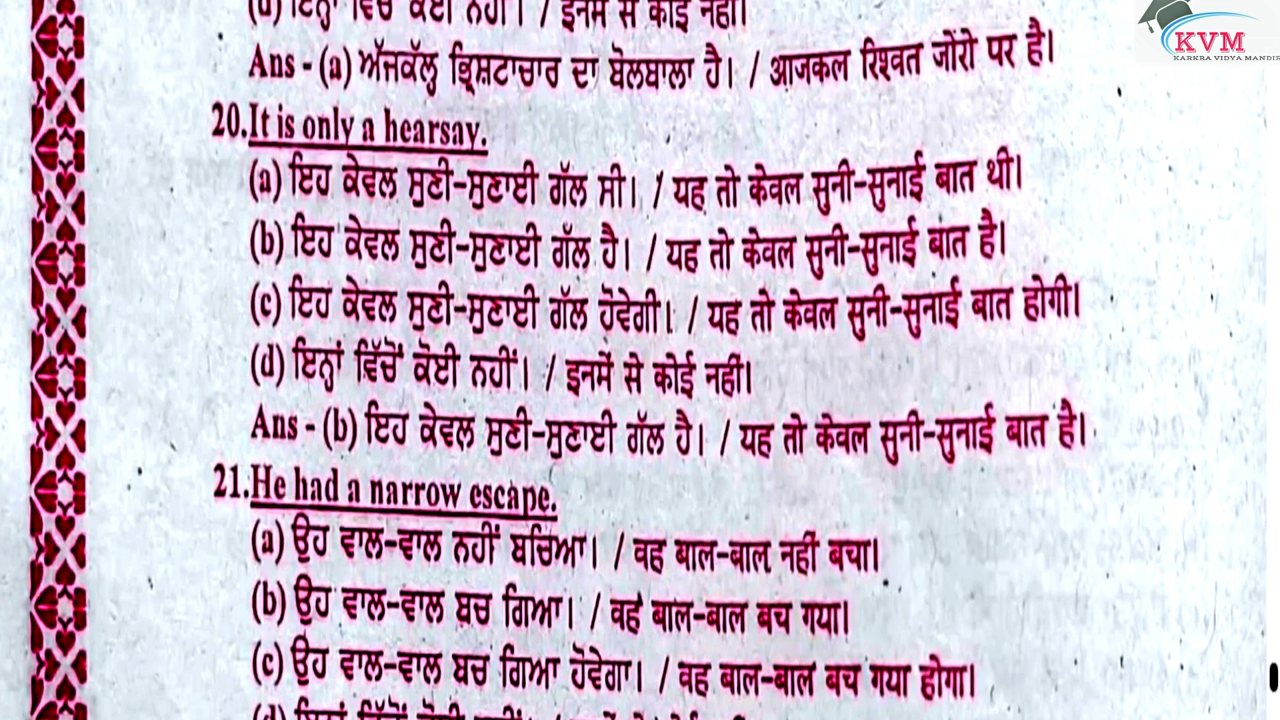 (d) ਇਨ੍ਹਾਂ ਵਿੱਚੋਂ ਕੋਈ ਨਹੀਂ। / इनमें से कोई नहीं।
KVM
KARKRA VIDYA MANDIR
Ans - (a) ਅੱਜਕੱਲ੍ਹ ਭ੍ਰਿਸ਼ਟਾਚਾਰ ਦਾ ਬੋਲਬਾਲਾ ਹੈ। / आजकल रिश्वत जोंरो पर है।
20.It is only a hearsay.
(a) ਇਹ ਕੇਵਲ ਸੁਣੀ-ਸੁਣਾਈ ਗੱਲ ਸੀ। / यह तो केवल सुनी-सुनाई बात थी।
(b) ਇਹ ਕੇਵਲ ਸੁਣੀ-ਸੁਣਾਈ ਗੱਲ ਹੈ। / यह तो केवल सुनी-सुनाई बात है।
(c) ਇਹ ਕੇਵਲ ਸੁਣੀ-ਸੁਣਾਈ ਗੱਲ ਹੋਵੇਗੀ। / यह तो केवल सुनी-सुनाई बात होगी।
(d) ਇਨ੍ਹਾਂ ਵਿੱਚੋਂ ਕੋਈ ਨਹੀਂ। / इनमें से कोई नहीं।
Ans - (b) ਇਹ ਕੇਵਲ ਸੁਣੀ-ਸੁਣਾਈ ਗੱਲ ਹੈ। / यह तो केवल सुनी-सुनाई बात है।
21.He had a narrow escape.
(a) ਉਹ ਵਾਲ-ਵਾਲ ਨਹੀਂ ਬਚਿਆ। / वह बाल-बाल नहीं बचा।
(b) ਉਹ ਵਾਲ-ਵਾਲ ਬਚ ਗਿਆ। / वह बाल-बाल बच गया।
(c) ਉਹ ਵਾਲ-ਵਾਲ ਬਚ ਗਿਆ ਹੋਵੇਗਾ। / वह बाल-बाल बच गया होगा।